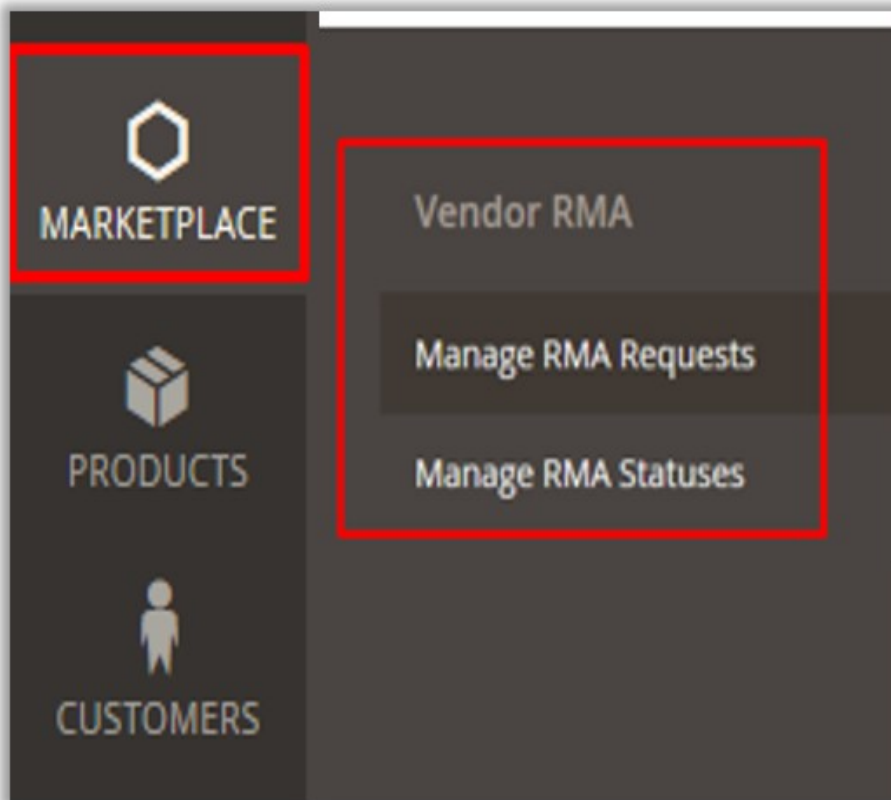 MARKETPLACE
Vendor RMA
Manage RMA Requests
Manage RMA Statuses
PRODUCTS
CUSTOMERS